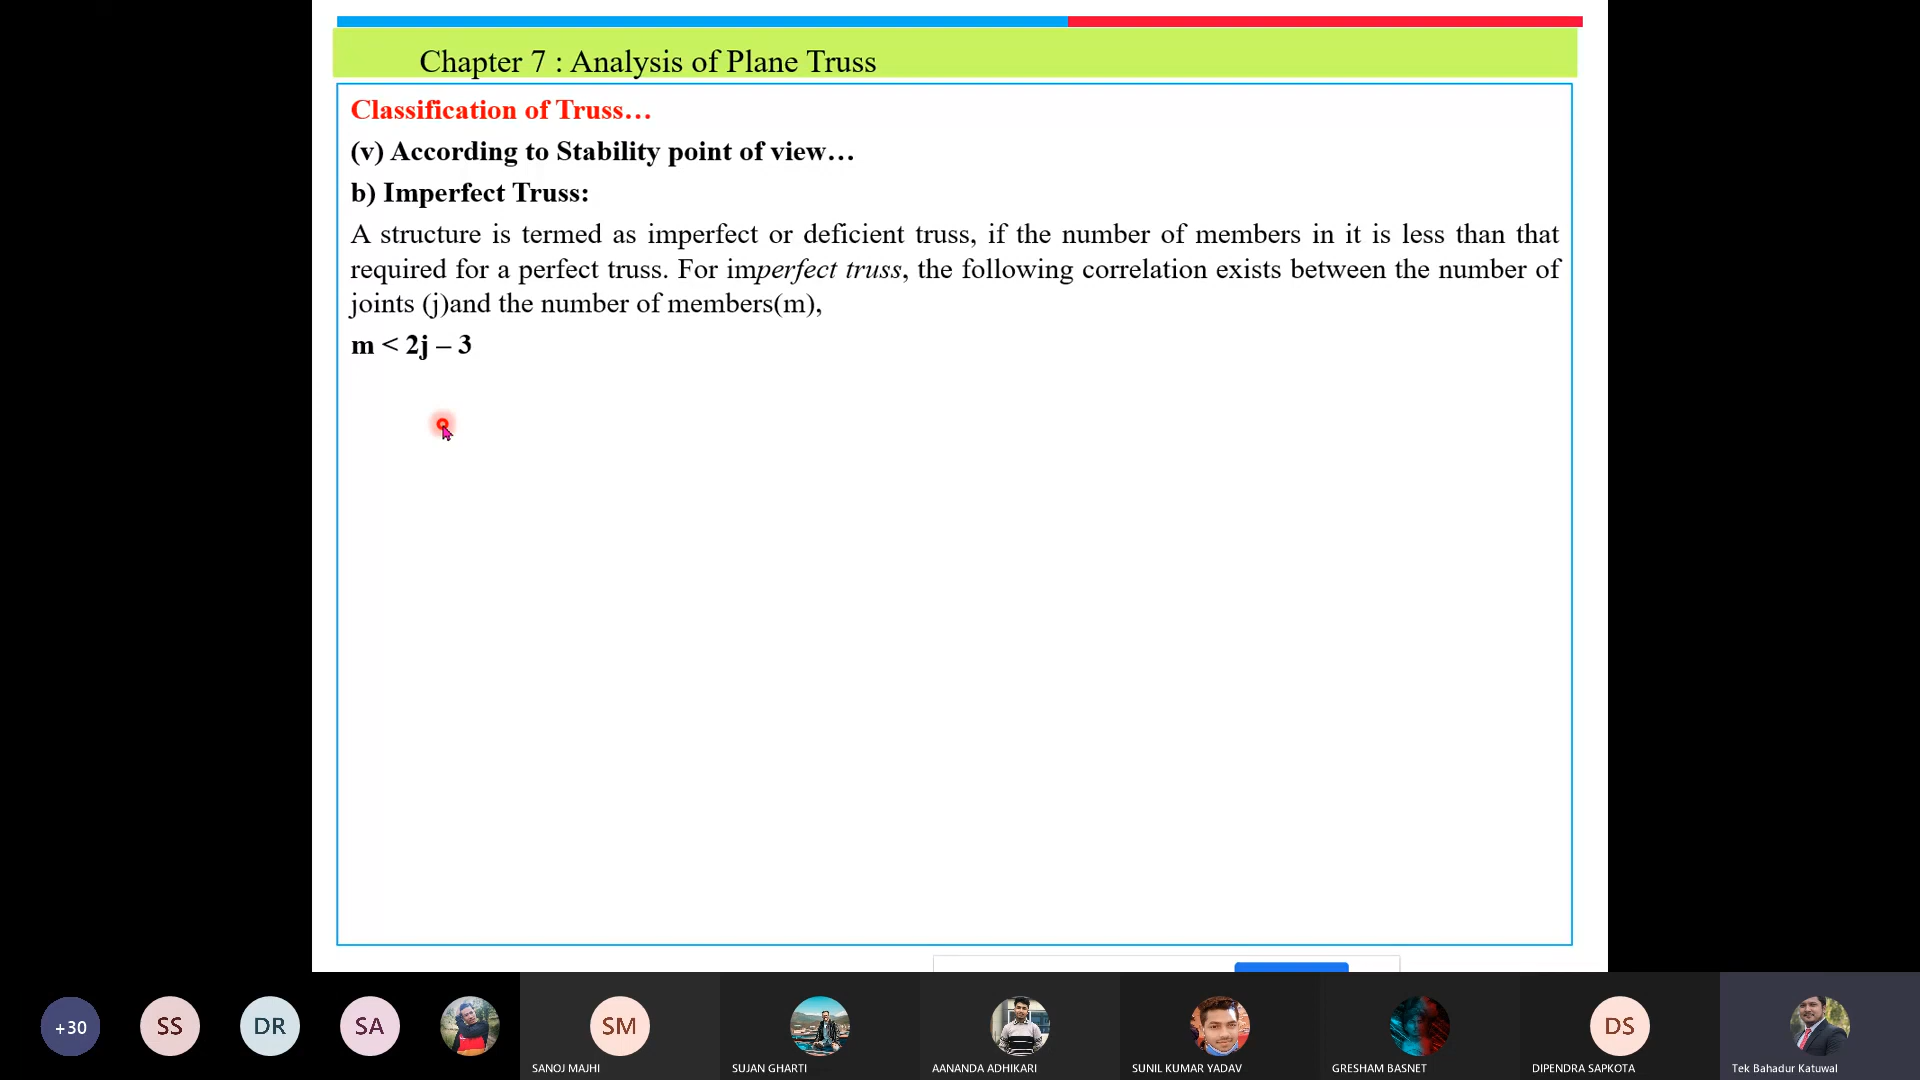 Chapter 7 : Analysis of Plane Truss
Classification of Truss…
(v) According to Stability point of view…
b) Imperfect Truss:
A structure is termed as imperfect or deficient truss, if the number of members in it is less than that
required for a perfect truss. For imperfect truss, the following correlation exists between the number of
joints (j)and the number of members(m),
m < 2j – 3
+30
SS
DR
SA
SM
DS
SANOJ MAJHI
SUJAN GHARTI
AANANDA ADHIKARI
SUNIL KUMAR YADAV
GRESHAM BASNET
DIPENDRA SAPKOTA
Tek Bahadur Katuwal